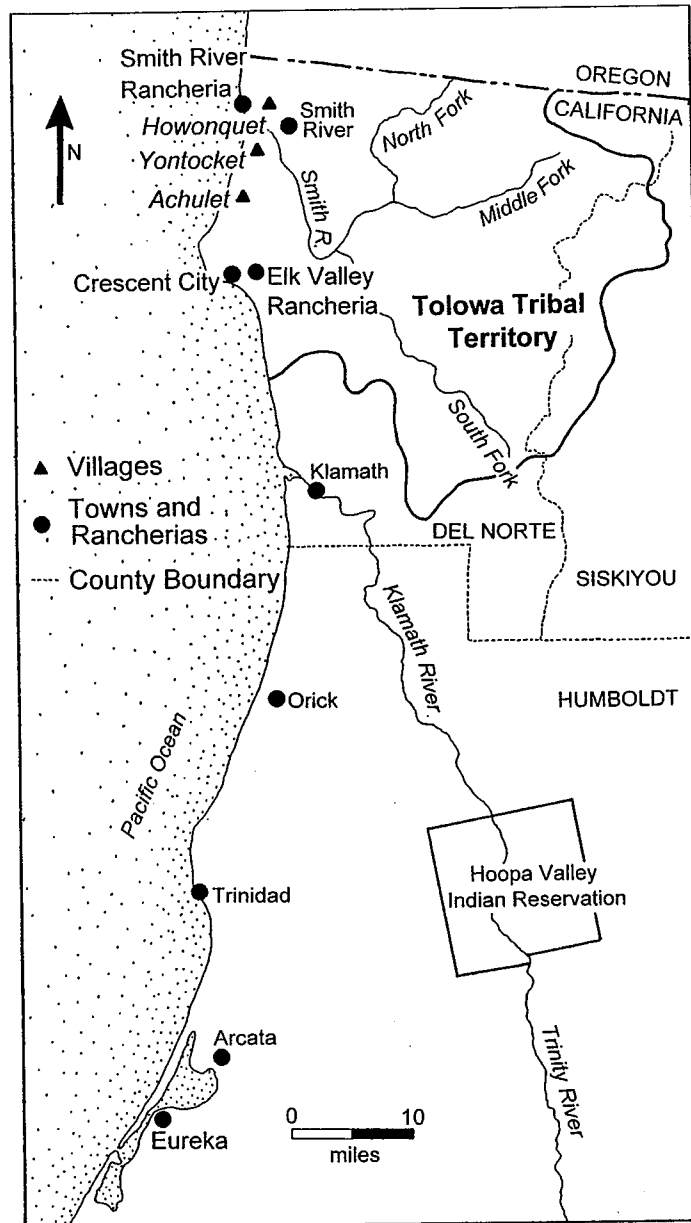 Smith River
Rancheria
OREGON
CALIFORNIA
Howonquet
Smith
River
North Fork
N
Yontocket
Achulet
Smith R.
Middle Fork
Crescent City
Elk Valley
Rancheria
Tolowa Tribal
Territory
South Fork
Villages
Towns and
Rancherias
County Boundary
Klamath
DEL NORTE
SISKIYOU
Klamath River
Orick
HUMBOLDT
Pacific Ocean
Hoopa Valley
Indian Reservation
Trinidad
Trinity River
Arcata
Eureka
0 10
miles